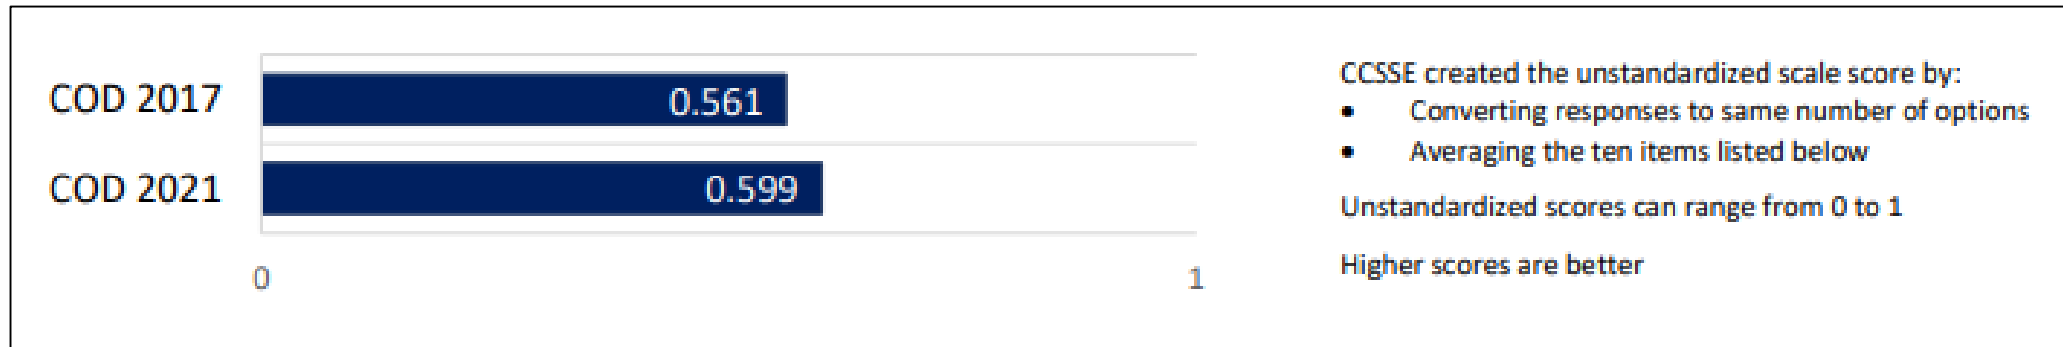 COD 2017
0.561
COD 2021
0.599
0
1
CCSSE created the unstandardized scale score by:
• Converting responses to same number of options
• Averaging the ten items listed below
Unstandardized scores can range from 0 to 1
Higher scores are better